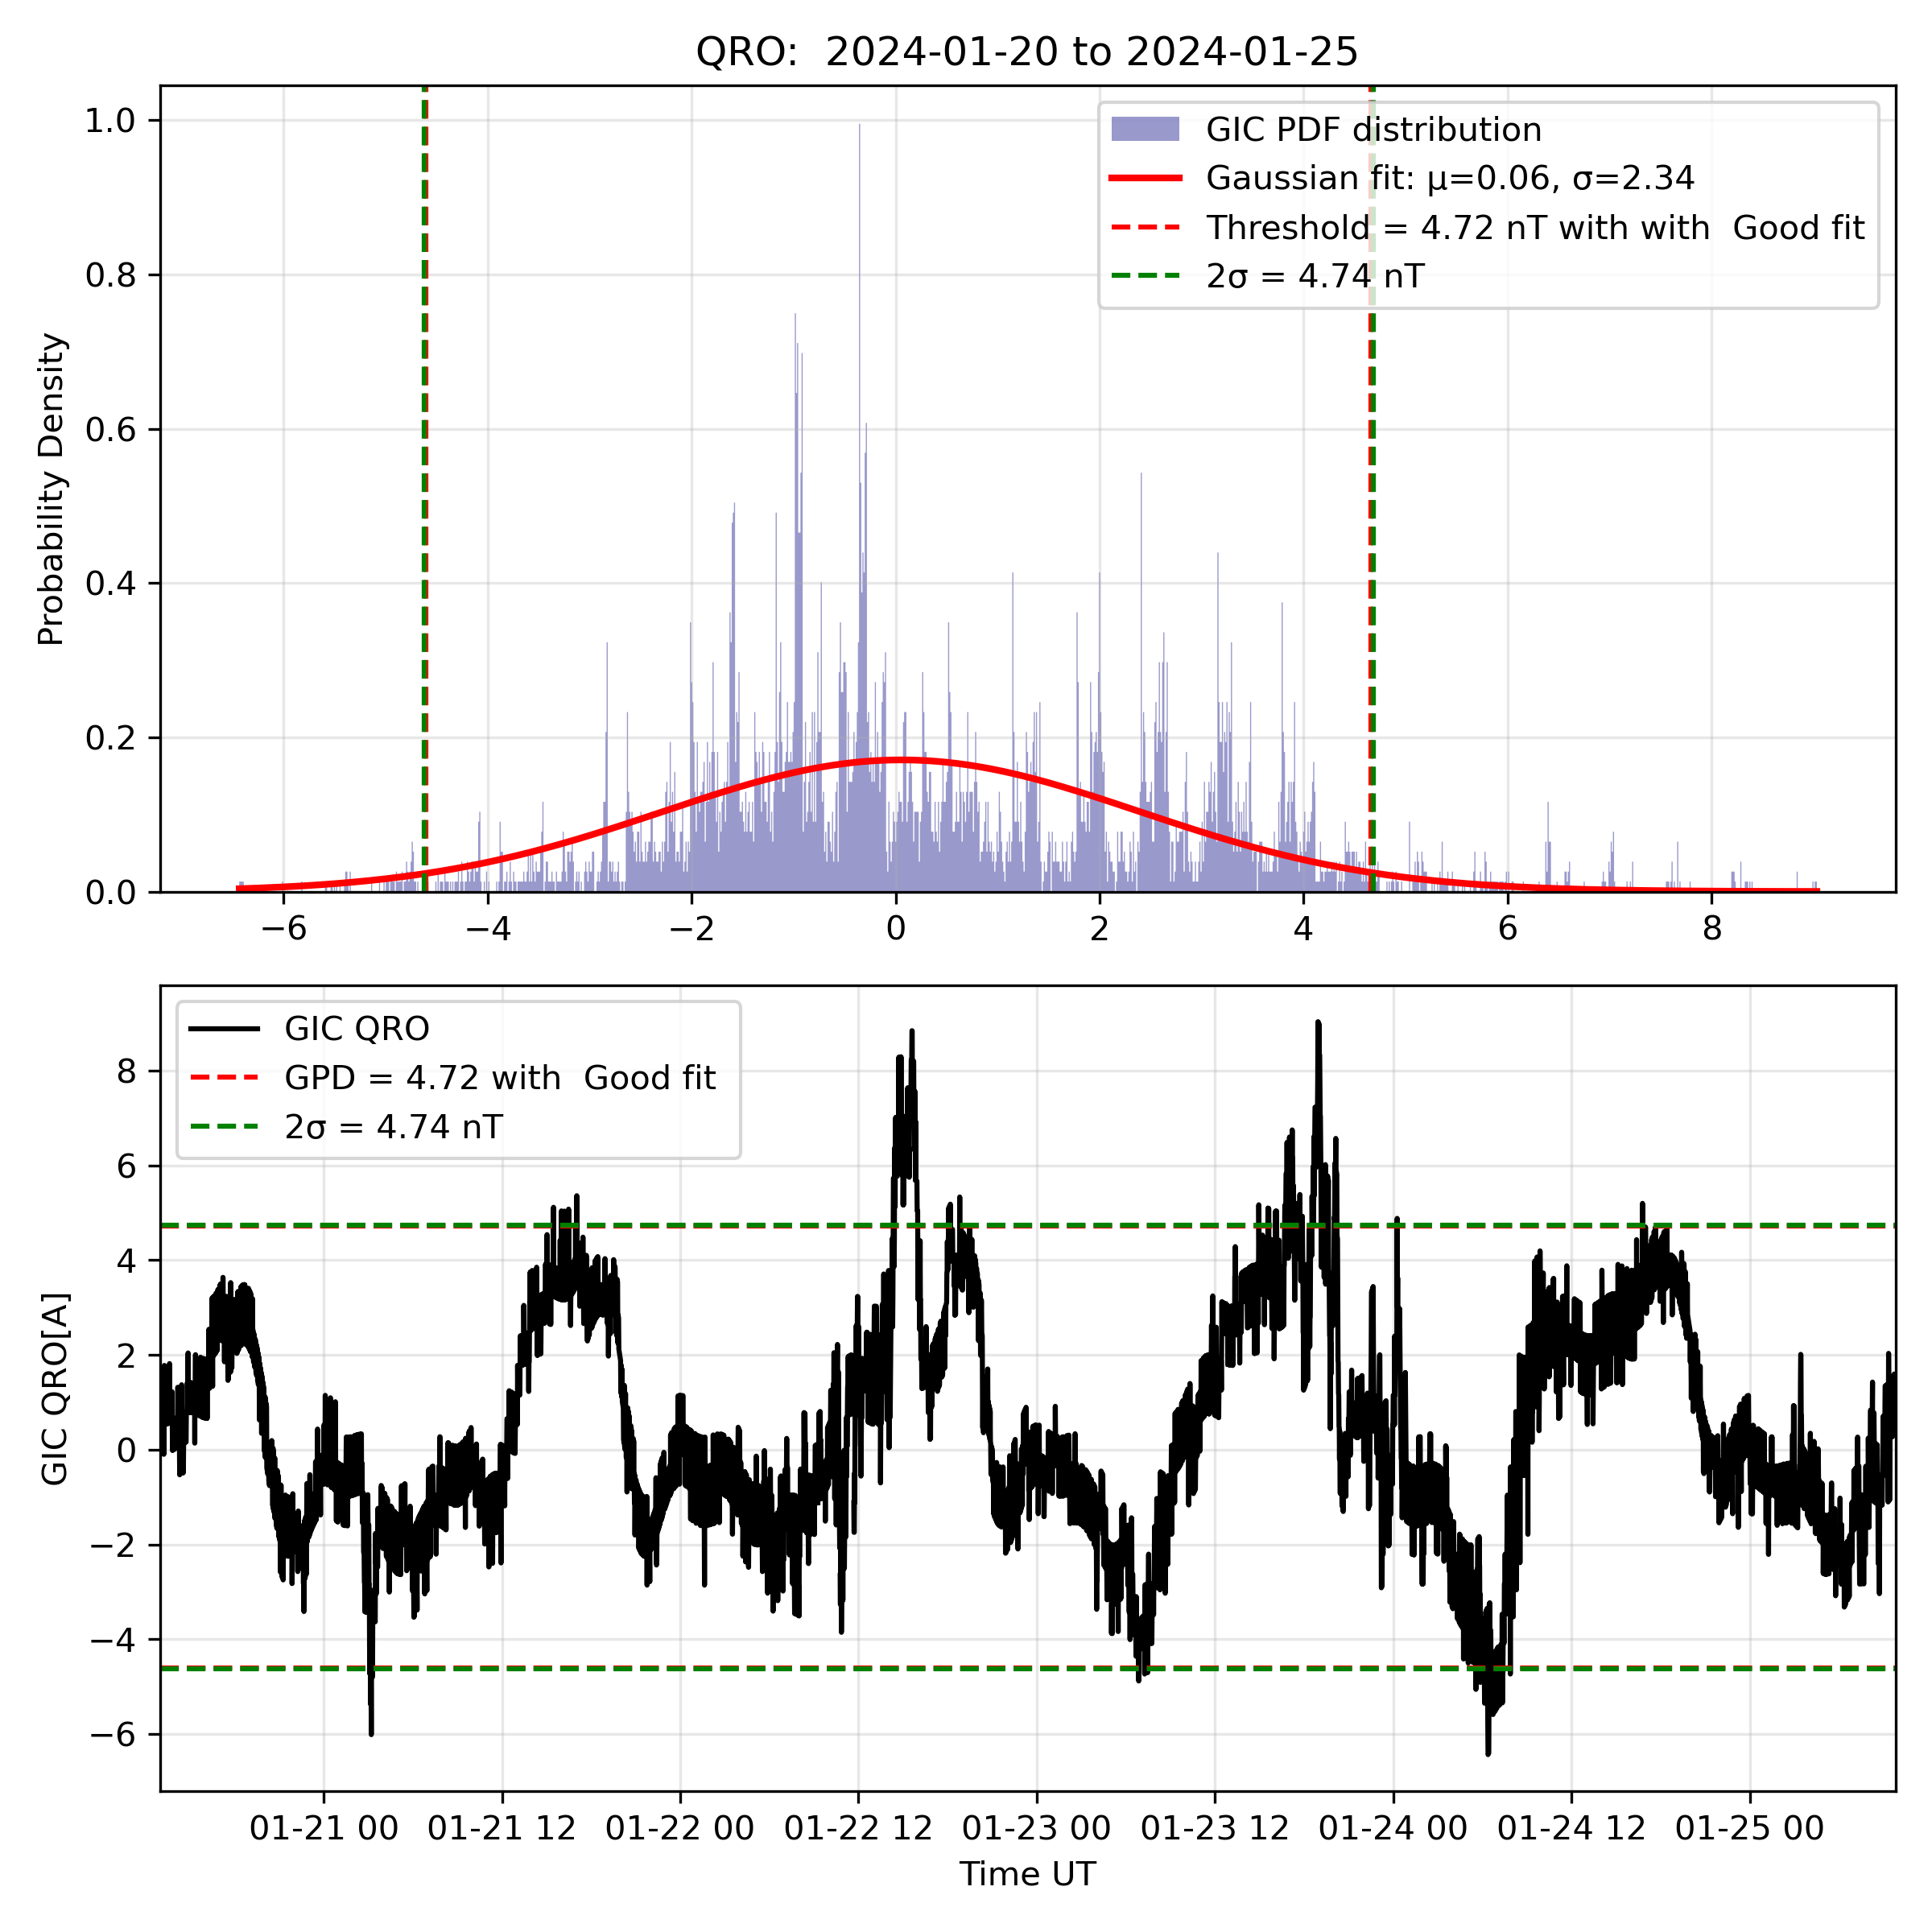 QRO:  2024-01-20 to 2024-01-25
GIC PDF distribution
Gaussian fit: μ=0.06, σ=2.34
Threshold = 4.72 nT with with  Good fit
2σ = 4.74 nT
Probability Density
1.0
0.8
0.6
0.4
0.2
0.0
−6 −4 −2 0 2 4 6 8
GIC QRO
GPD = 4.72 with  Good fit
2σ = 4.74 nT
GIC QRO[A]
8
6
4
2
0
−2
−4
−6
01-21 00 01-21 12 01-22 00 01-22 12 01-23 00 01-23 12 01-24 00 01-24 12 01-25 00
Time UT